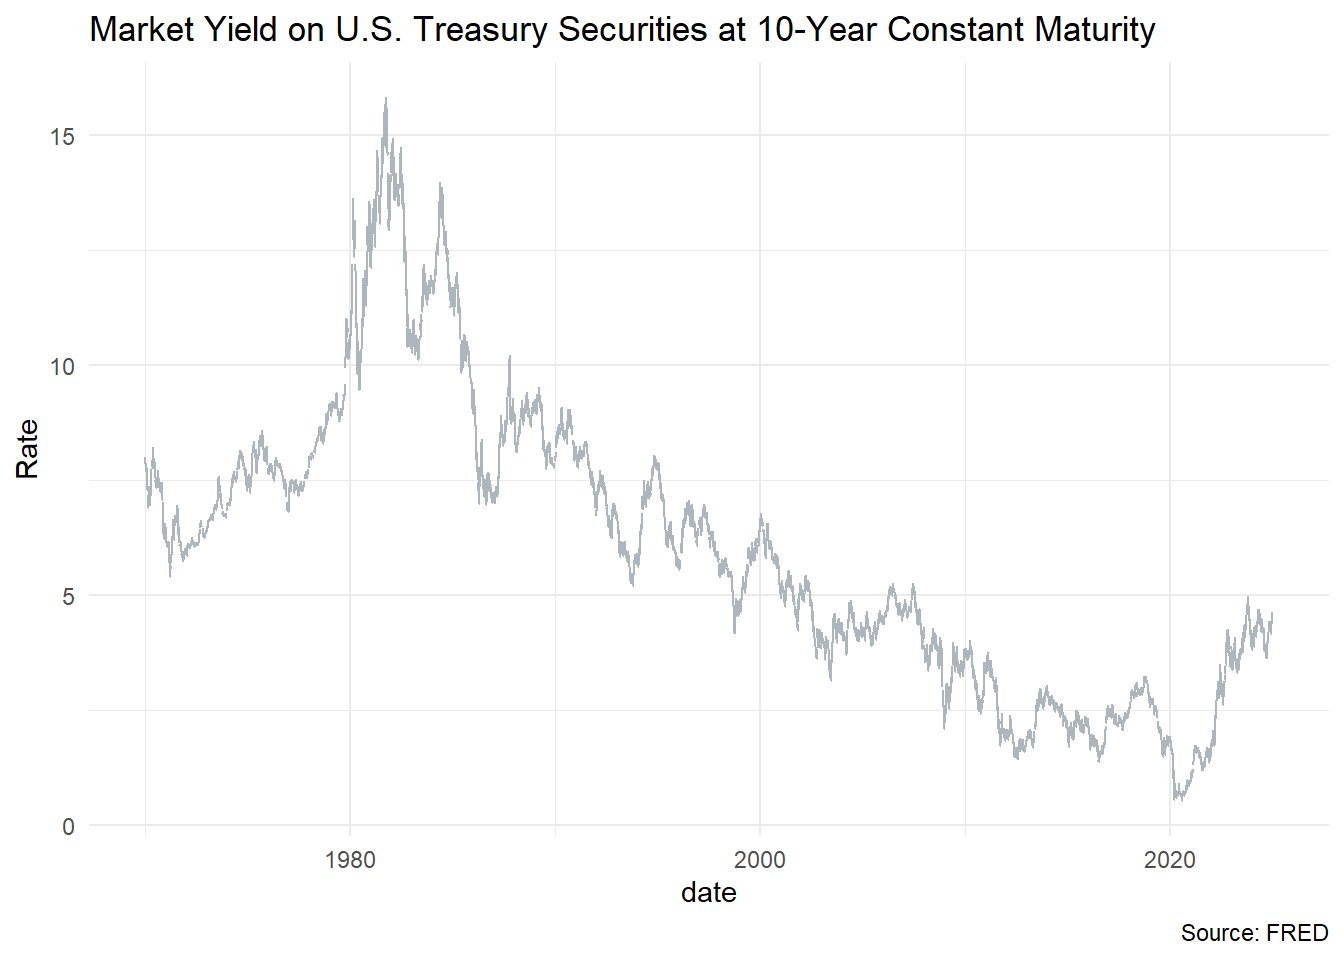 Market Yield on U.S. Treasury Securities at 10-Year Constant Maturity
15
10
5
0
Rate
1980 2000 2020
date
Source: FRED